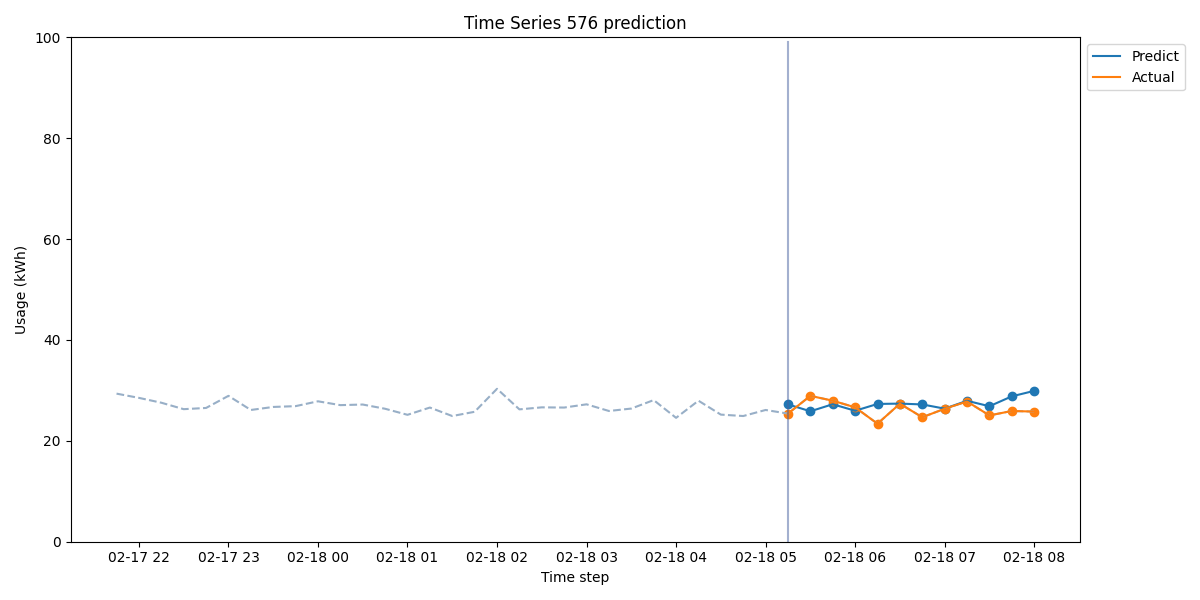 Time Series 576 prediction
Predict
Actual
Usage (kWh)
100
80
60
40
20
0
02-17 22 02-17 23 02-18 00 02-18 01 02-18 02 02-18 03 02-18 04 02-18 05 02-18 06 02-18 07 02-18 08
Time step